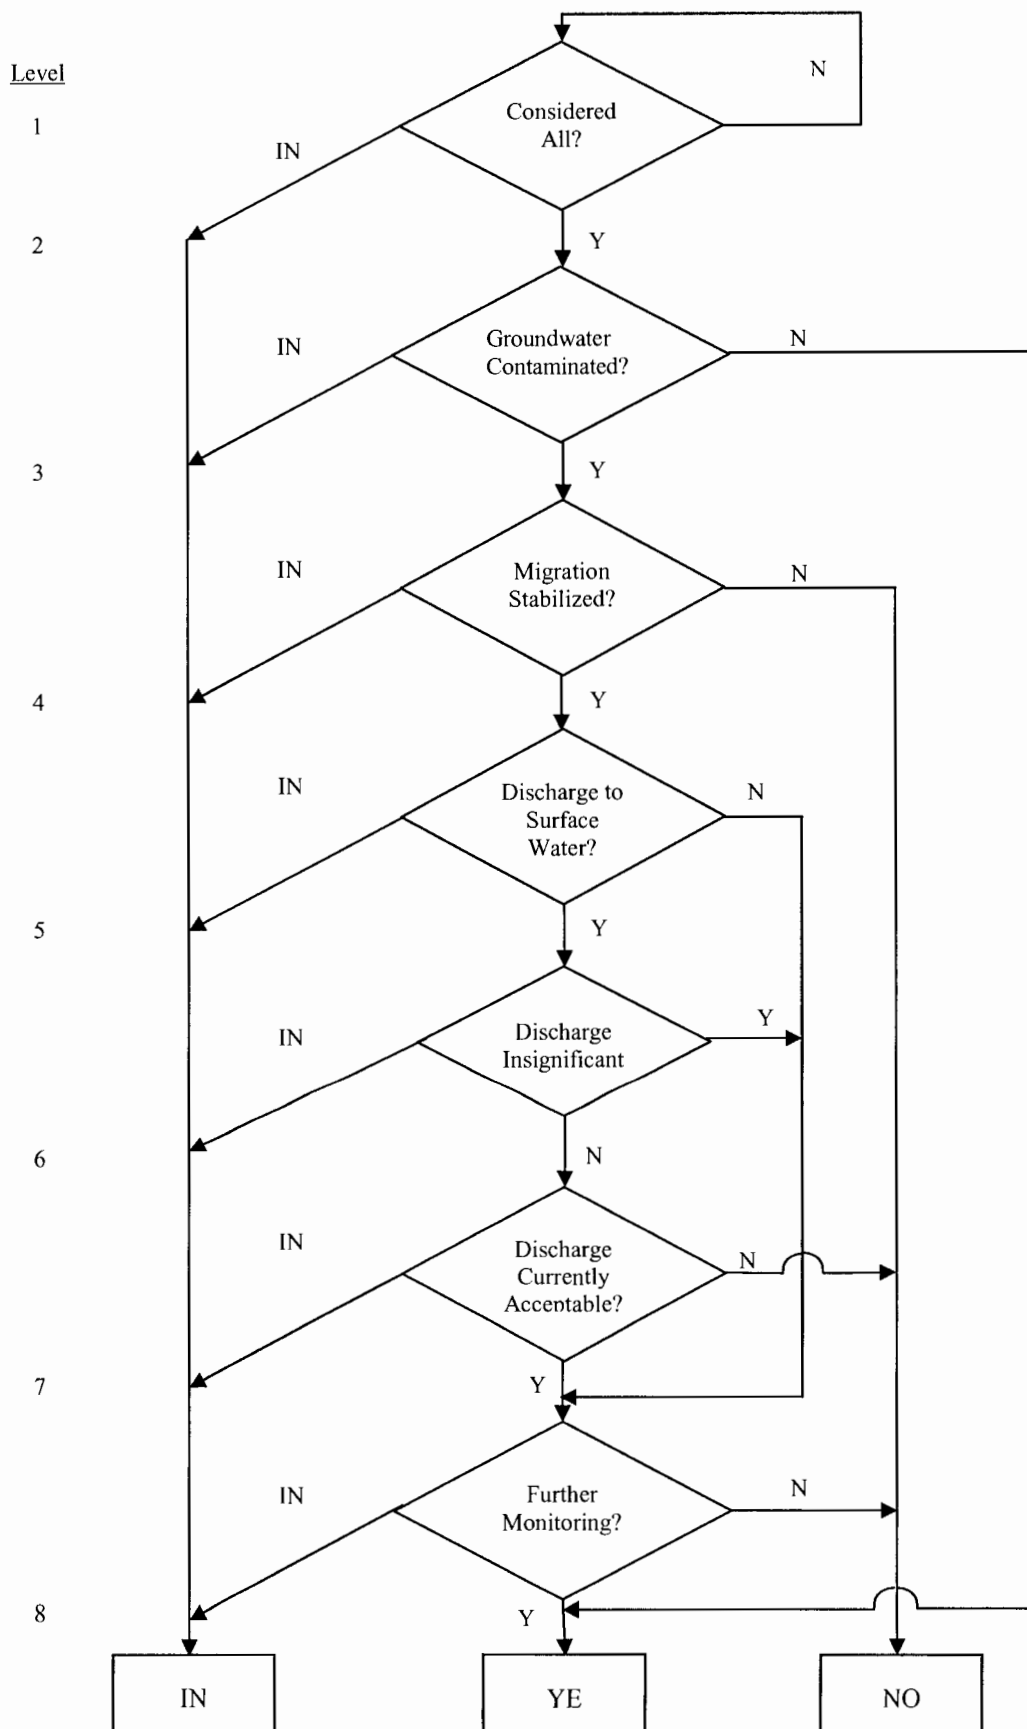 Level
N
1
Considered
All?
IN
2
Y
IN
Groundwater
Contaminated?
N
3
Y
IN
Migration
Stabilized?
N
4
Y
IN
Discharge to
Surface
Water?
N
5
Y
IN
Discharge
Insignificant
Y
6
N
IN
Discharge
Currently
Acceptable?
N
7
Y
IN
Further
Monitoring?
N
8
Y
IN
YE
NO